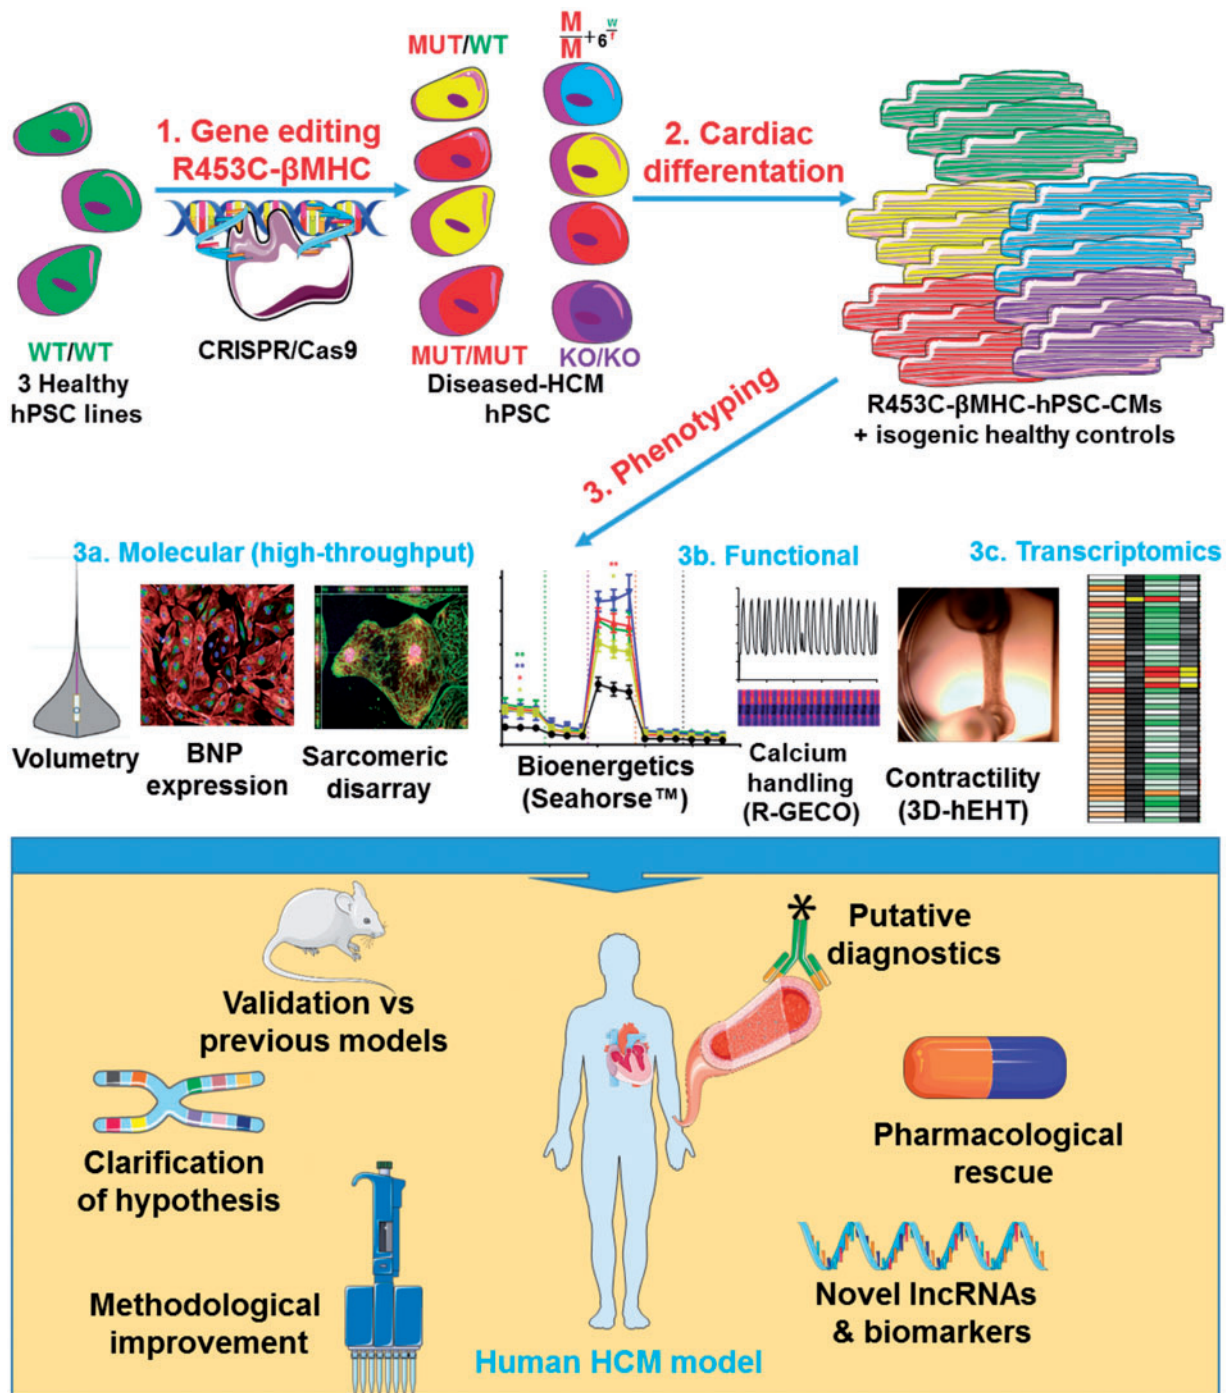 MUT/WT
M
M
+6
W
f
1. Gene editing
R453C-βMHC
2. Cardiac
differentation
WT/WT
3 Healthy
hPSC lines
CRISPR/Cas9
MUT/MUT
KO/KO
Diseased-HCM
hPSC
R453C-βMHC-hPSC-CMs
+ isogenic healthy controls
3. Phenotyping
3a. Molecular (high-throughput)
3b. Functional
3c. Transcriptomics
Volumetry
BNP
expression
Sarcomeric
disarray
Bioenergetics
(Seahorse™)
Calcium
handling
(R-GECO)
Contractility
(3D-hEHT)
Putative
diagnostics
Validation vs
previous models
Clarification
of hypothesis
Pharmacological
rescue
Methodological
improvement
Novel lncRNAs
& biomarkers
Human HCM model